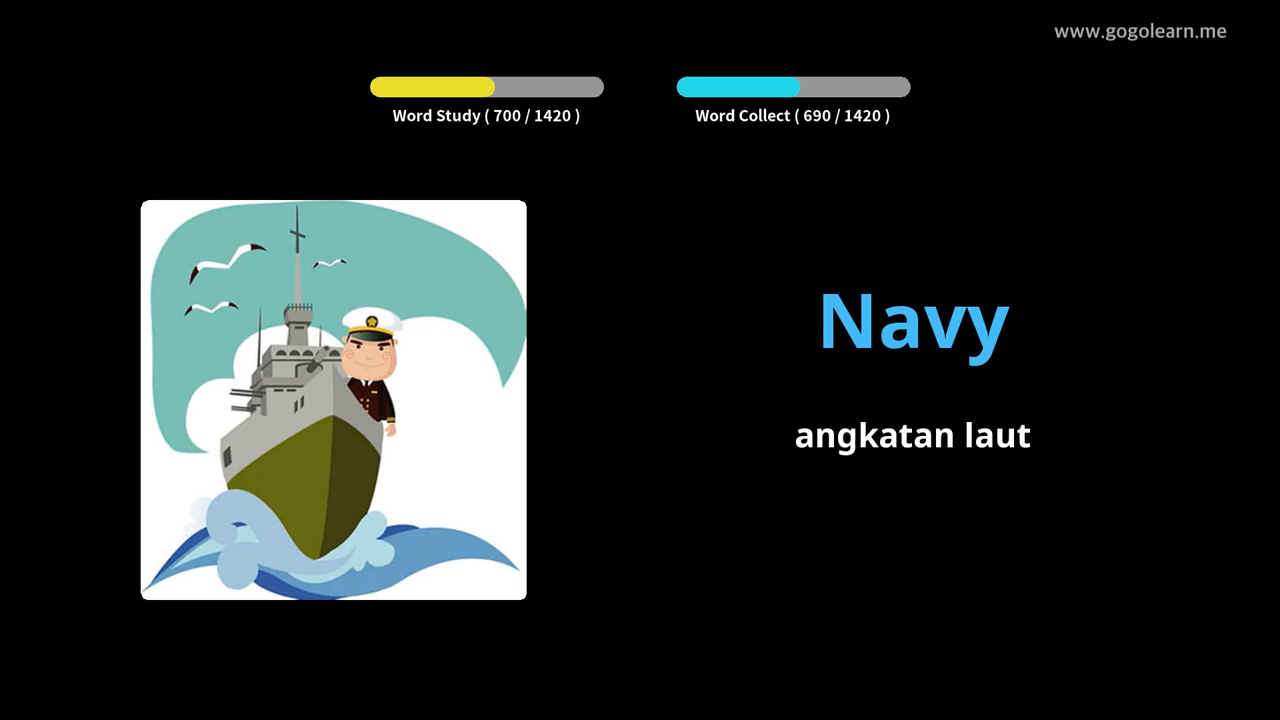 www.gogolearn.me
Word Study ( 700 / 1420 )
Word Collect ( 690 / 1420 )
Navy
angkatan laut